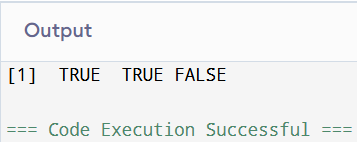 Output
[1]  TRUE  TRUE FALSE
=== Code Execution Successful ===